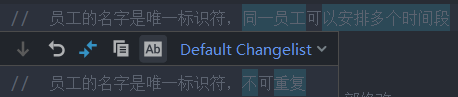 // 员工的名字是唯一标识符，同一员工可以安排多个时间段
Ab Default Changelist
// 员工的名字是唯一标识符，不可重复